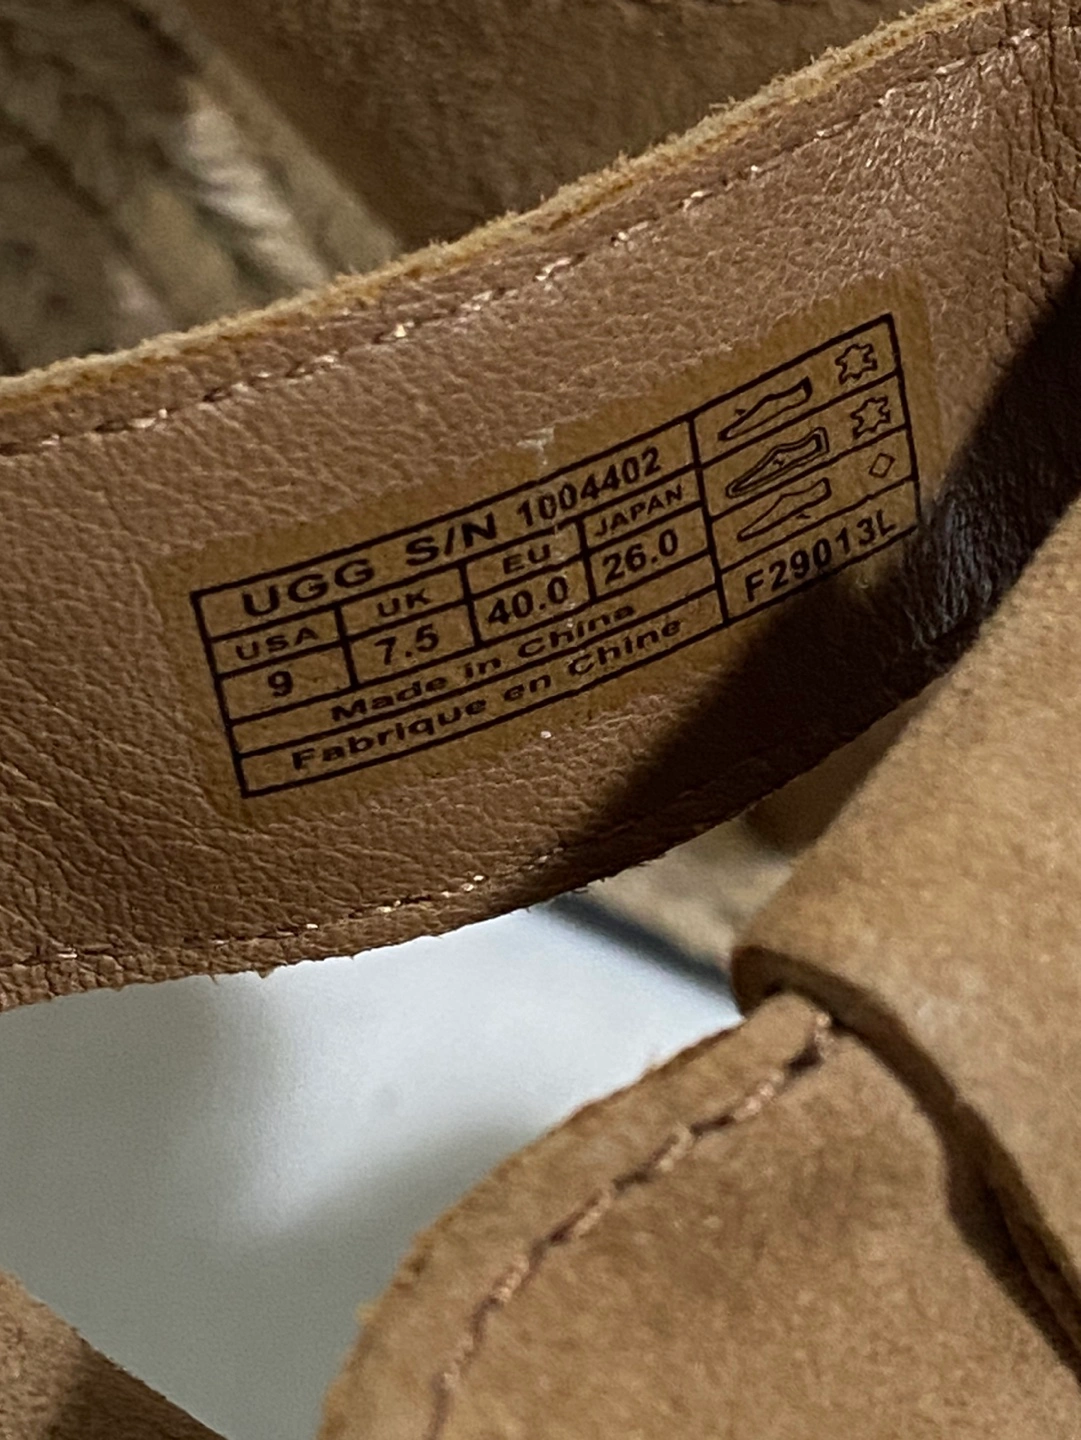 UGG S/N 1004402
USA UK EU JAPAN
9 7.5 40.0 26.0
Made in China
Fabrique en Chine
F29013L